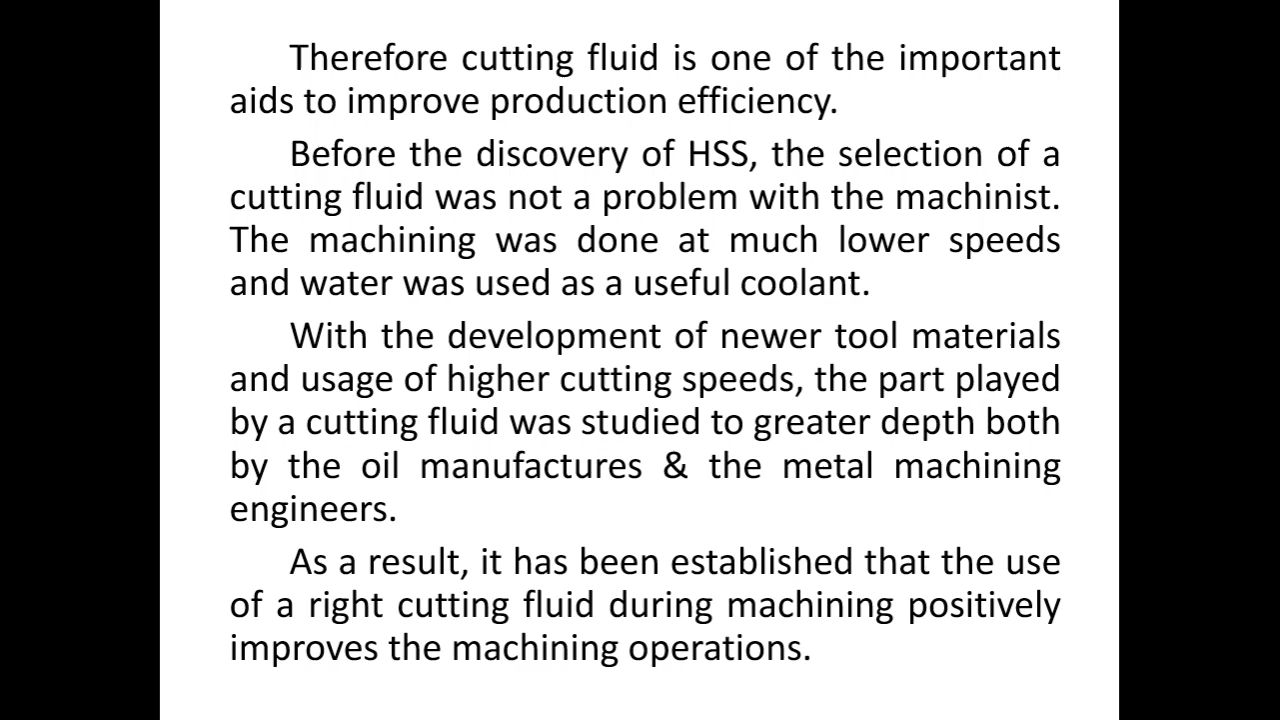 Therefore cutting fluid is one of the important
aids to improve production efficiency.
Before the discovery of HSS, the selection of a
cutting fluid was not a problem with the machinist.
The machining was done at much lower speeds
and water was used as a useful coolant.
With the development of newer tool materials
and usage of higher cutting speeds, the part played
by a cutting fluid was studied to greater depth both
by the oil manufactures & the metal machining
engineers.
As a result, it has been established that the use
of a right cutting fluid during machining positively
improves the machining operations.